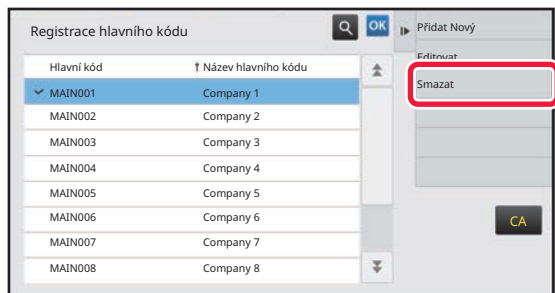 Registrace hlavního kódu
OK
Přidat Nový
Editovat
Smazat
Hlavní kód ↑ Název hlavního kódu
MAIN001 Company 1
MAIN002 Company 2
MAIN003 Company 3
MAIN004 Company 4
MAIN005 Company 5
MAIN006 Company 6
MAIN007 Company 7
MAIN008 Company 8
CA